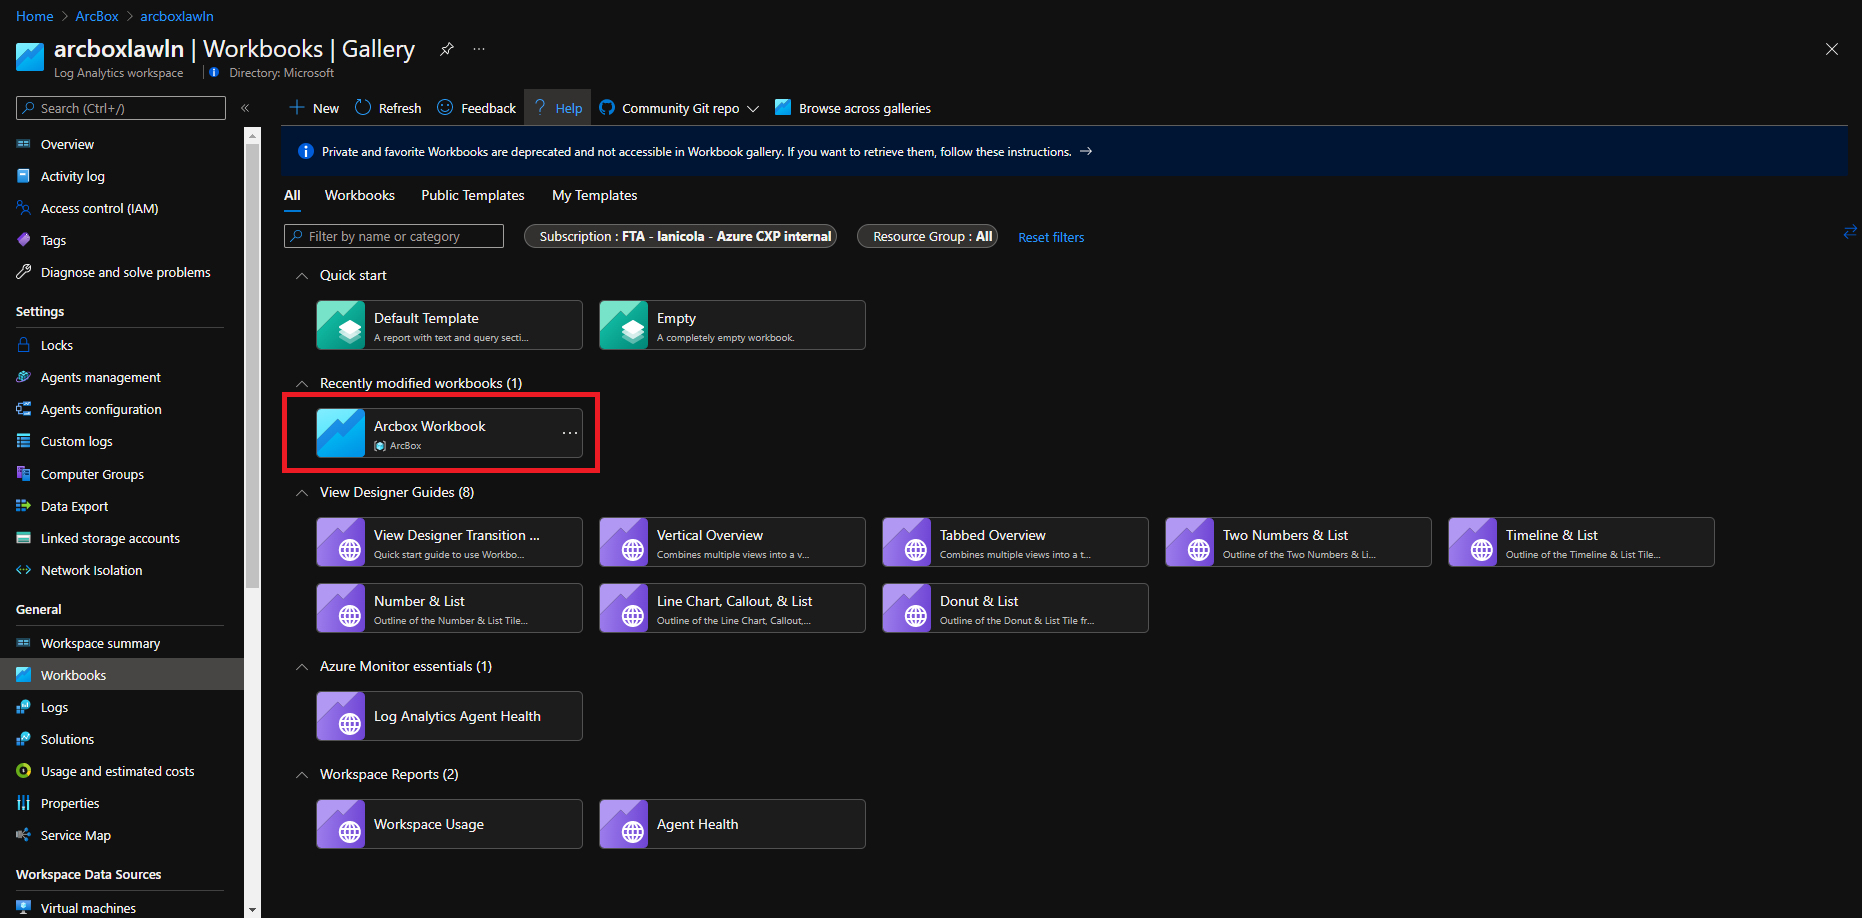 Home > ArcBox > arcboxlawln
arcboxlawln | Workbooks | Gallery
Log Analytics workspace | Directory: Microsoft
Search (Ctrl+/)
Overview
Activity log
Access control (IAM)
Tags
Diagnose and solve problems
Settings
Locks
Agents management
Agents configuration
Custom logs
Computer Groups
Data Export
Linked storage accounts
Network Isolation
General
Workspace summary
Workbooks
Logs
Solutions
Usage and estimated costs
Properties
Service Map
Workspace Data Sources
Virtual machines
New Refresh Feedback Help Community Git repo Browse across galleries
Private and favorite Workbooks are deprecated and not accessible in Workbook gallery. If you want to retrieve them, follow these instructions. →
All Workbooks Public Templates My Templates
Filter by name or category Subscription : FTA - lanicola - Azure CXP internal Resource Group : All Reset filters
Quick start
Default Template
A report with text and query secti...
Empty
A completely empty workbook.
Recently modified workbooks (1)
Arcbox Workbook
ArcBox
View Designer Guides (8)
View Designer Transition ...
Quick start guide to use Workbo...
Vertical Overview
Combines multiple views into a v...
Tabbed Overview
Combines multiple views into a t...
Two Numbers & List
Outline of the Two Numbers & Li...
Timeline & List
Outline of the Timeline & List Tile...
Number & List
Outline of the Number & List Tile...
Line Chart, Callout, & List
Outline of the Line Chart, Callout,...
Donut & List
Outline of the Donut & List Tile fr...
Azure Monitor essentials (1)
Log Analytics Agent Health
Workspace Reports (2)
Workspace Usage
Agent Health